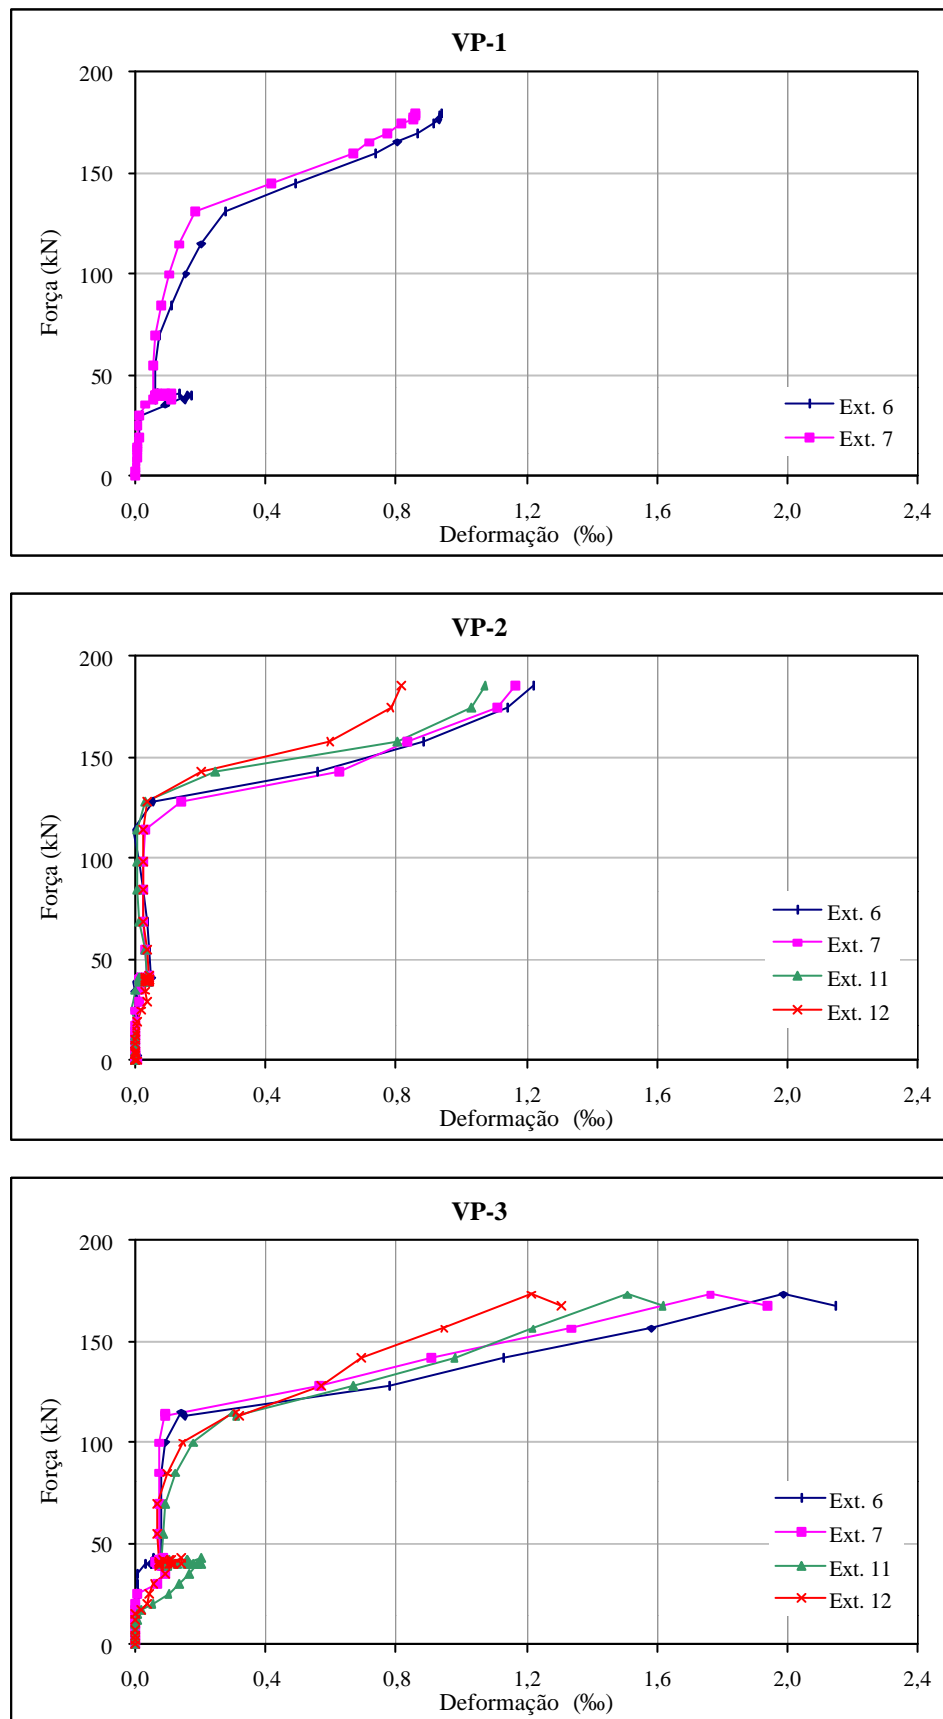 VP-1
200
150
100
50
0
Força (kN)
0,0 0,4 0,8 1,2 1,6 2,0 2,4
Deformação (‰)
Ext. 6
Ext. 7
VP-2
200
150
100
50
0
Força (kN)
0,0 0,4 0,8 1,2 1,6 2,0 2,4
Deformação (‰)
Ext. 6
Ext. 7
Ext. 11
Ext. 12
VP-3
200
150
100
50
0
Força (kN)
0,0 0,4 0,8 1,2 1,6 2,0 2,4
Deformação (‰)
Ext. 6
Ext. 7
Ext. 11
Ext. 12